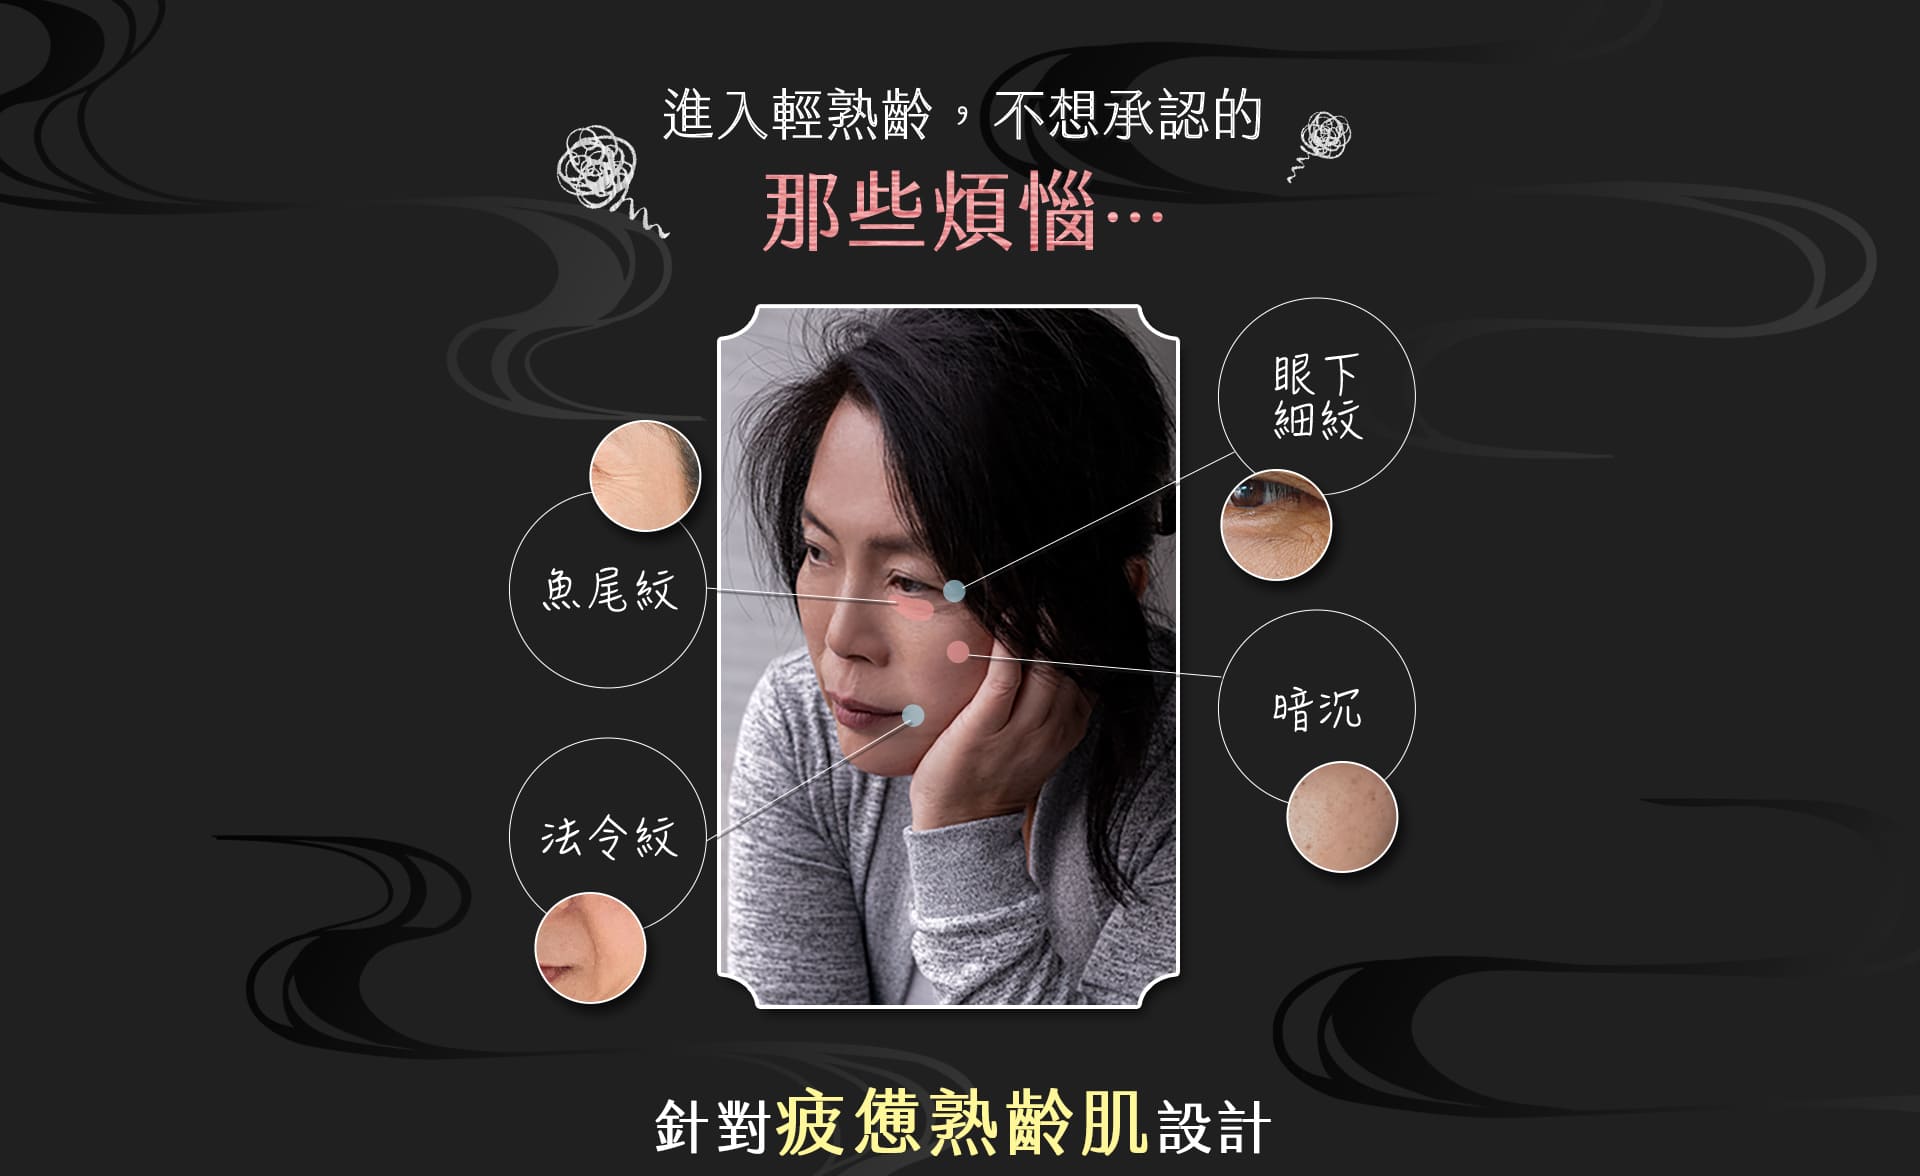 進入輕熟齡，不想承認的
那些煩惱…
眼下
細紋
魚尾紋
暗沉
法令紋
針對疲憊熟齡肌設計